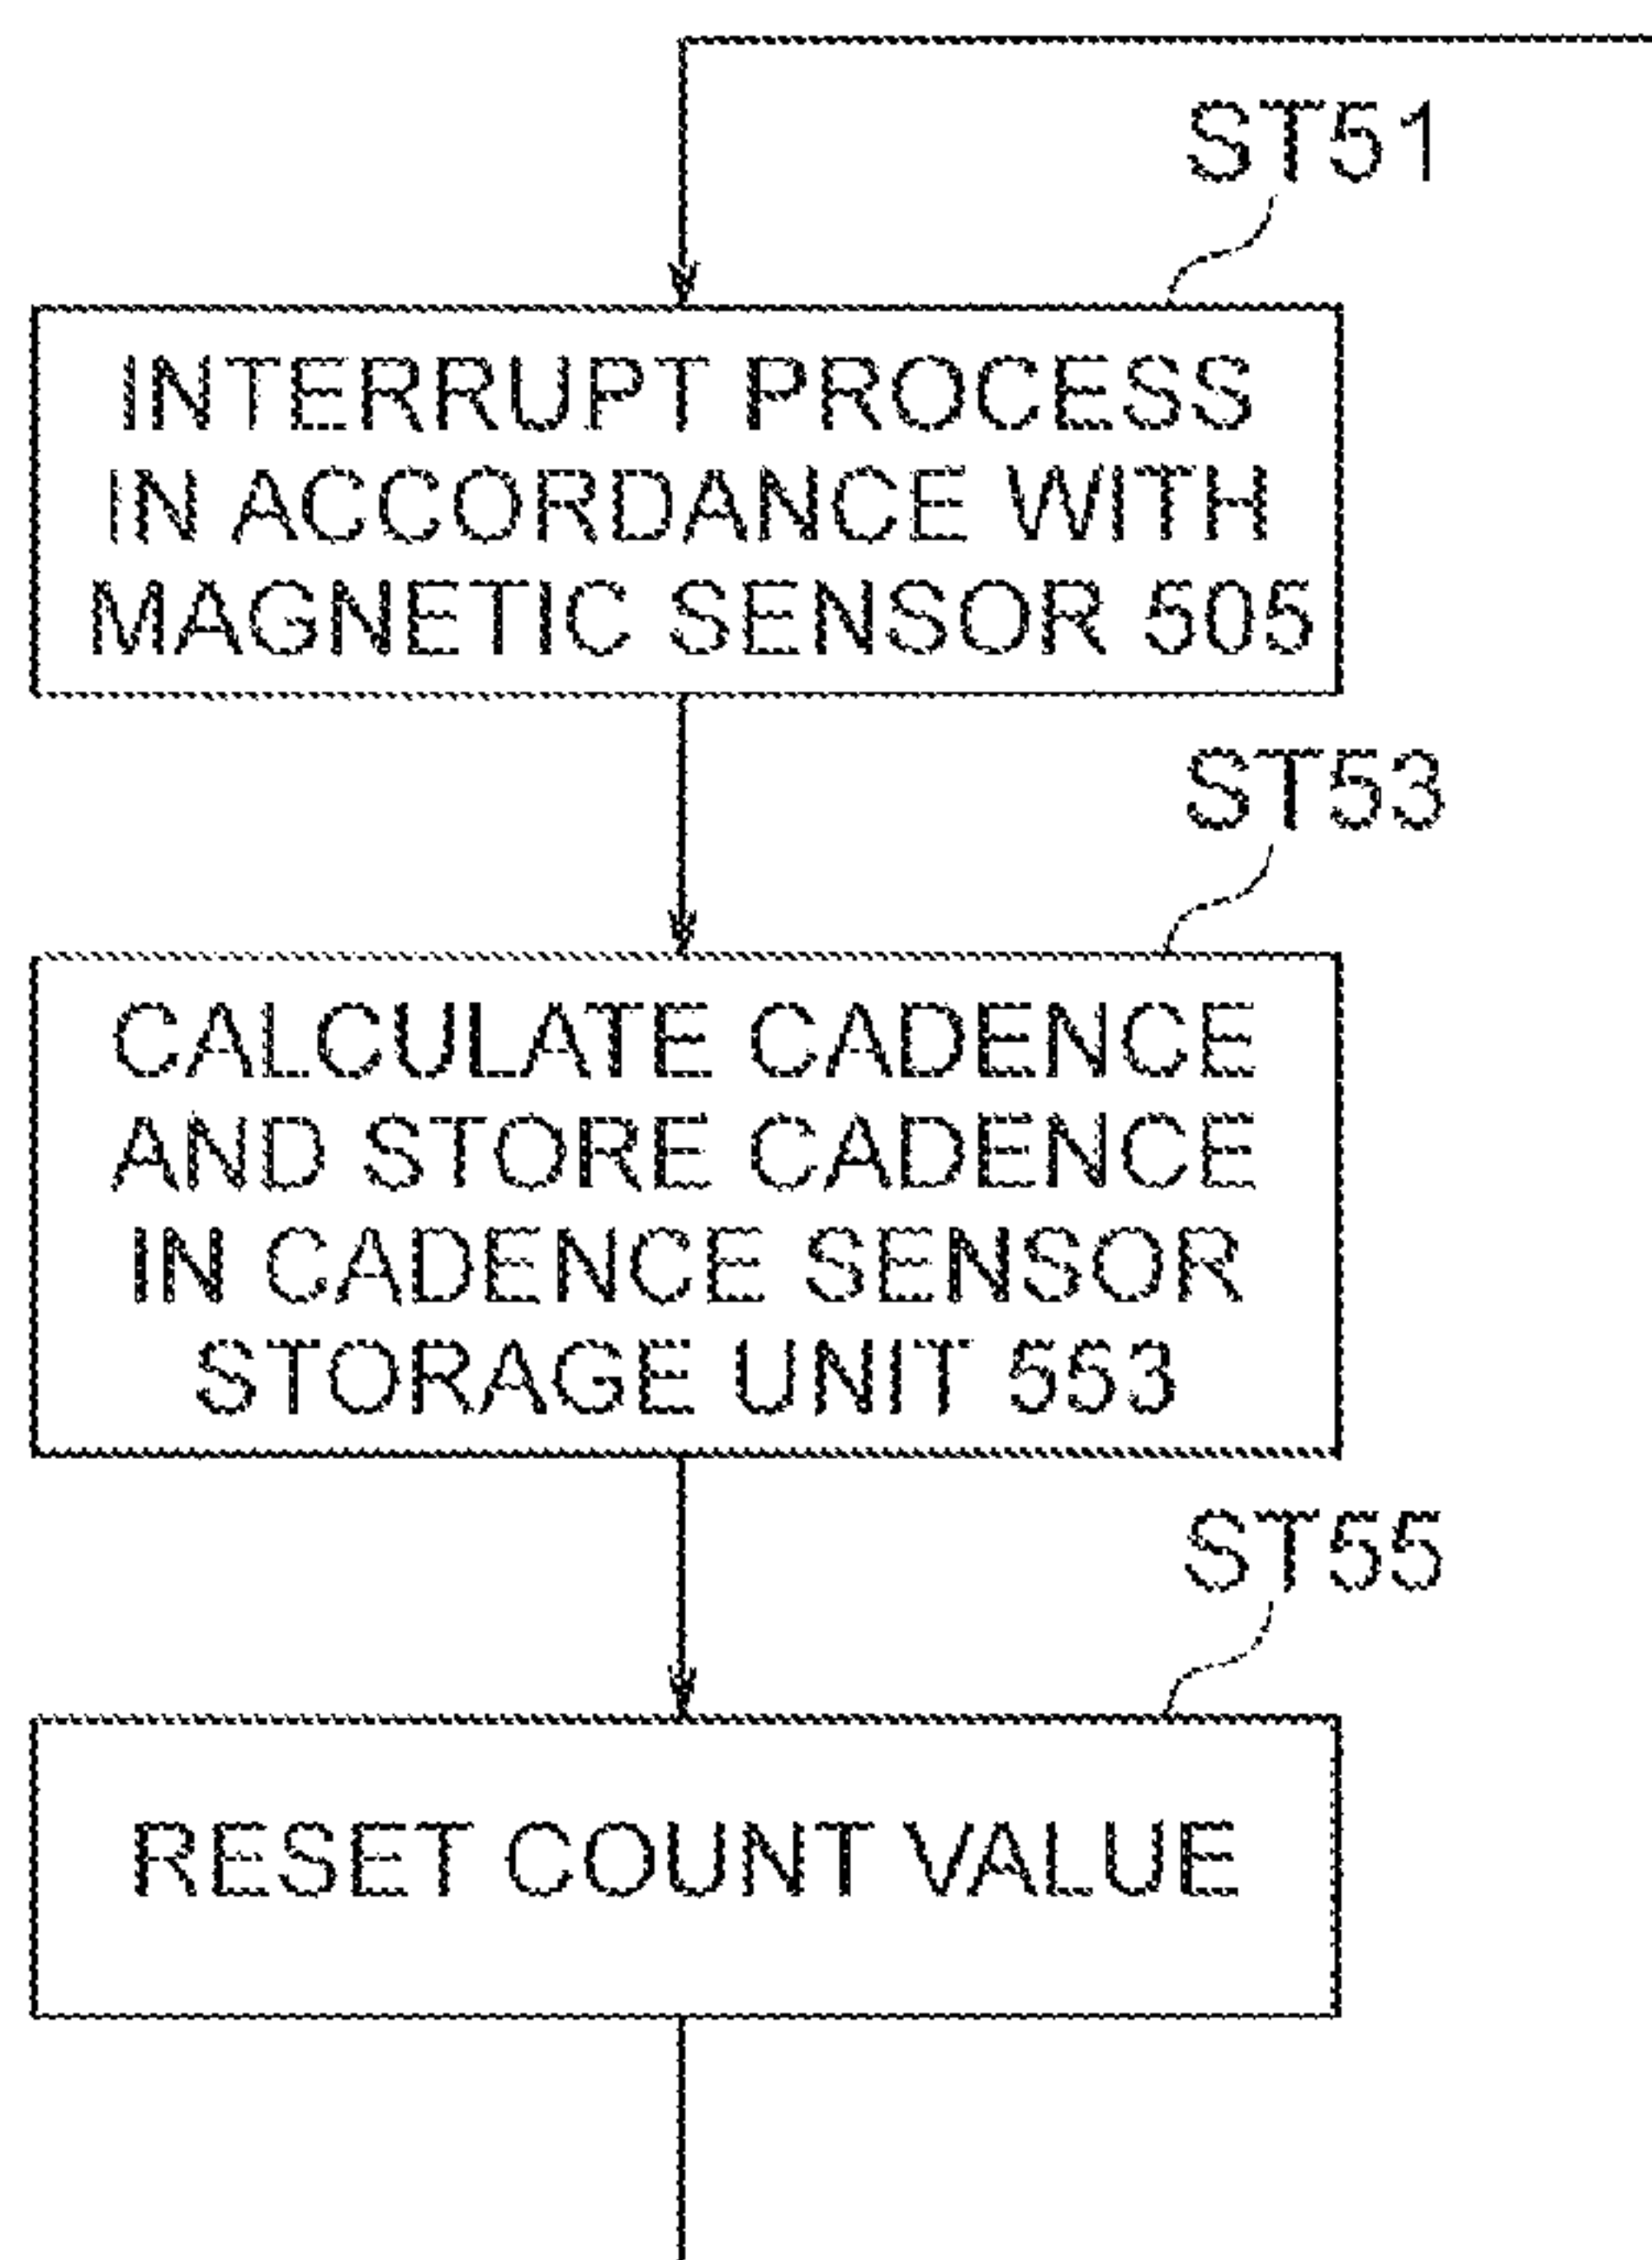 ST51
INTERRUPT PROCESS
IN ACCORDANCE WITH
MAGNETIC SENSOR 505
ST53
CALCULATE CADENCE
AND STORE CADENCE
IN CADENCE SENSOR
STORAGE UNIT 553
ST55
RESET COUNT VALUE